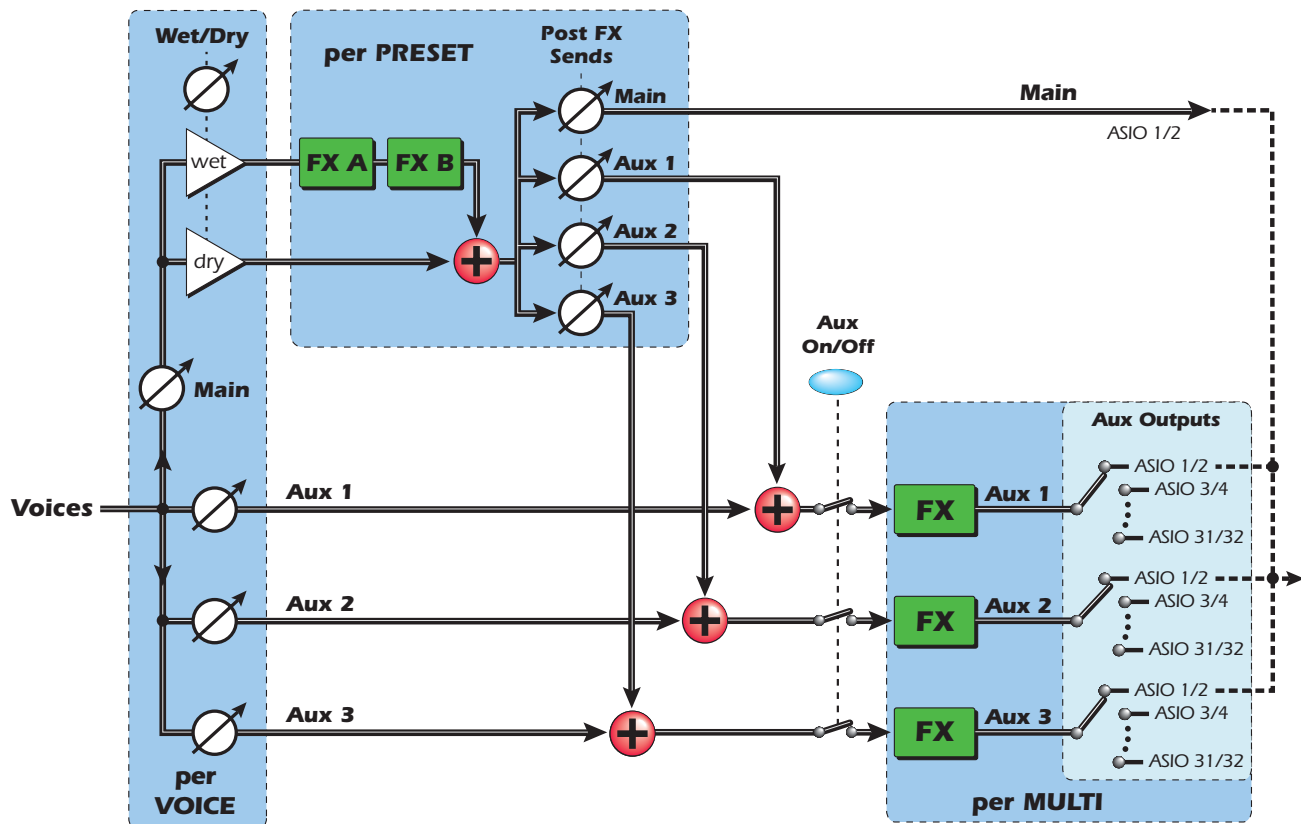 Wet/Dry
per PRESET
Post FX
Sends
Main
Main
ASIO 1/2
wet
FX A
FX B
Aux 1
Aux 2
dry
Aux 3
Aux
On/Off
Main
Aux Outputs
Voices
Aux 1
FX
Aux 1
ASIO 1/2
ASIO 3/4
ASIO 31/32
Aux 2
FX
Aux 2
ASIO 1/2
ASIO 3/4
ASIO 31/32
Aux 3
FX
Aux 3
ASIO 1/2
ASIO 3/4
ASIO 31/32
per
VOICE
per MULTI